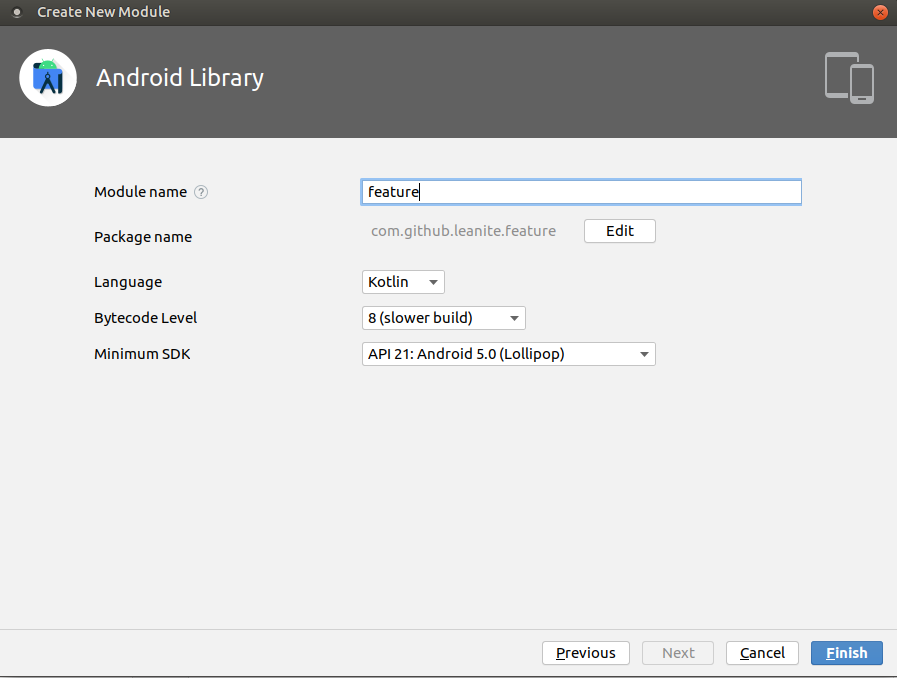 Create New Module
Android Library
Module name ? feature
Package name com.github.leanite.feature Edit
Language Kotlin
Bytecode Level 8 (slower build)
Minimum SDK API 21: Android 5.0 (Lollipop)
Previous Next Cancel Finish